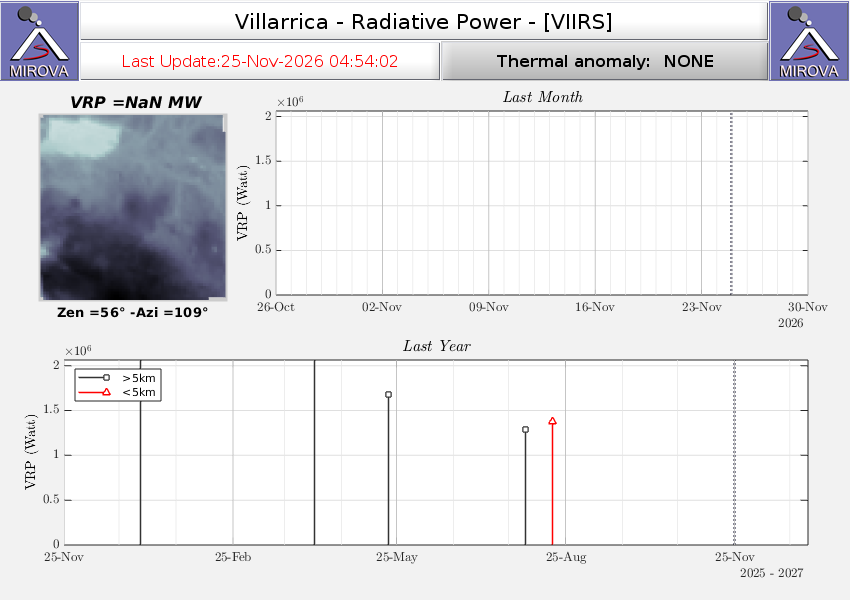 Villarrica - Radiative Power - [VIIRS]
MIROVA
Last Update:25-Nov-2026 04:54:02
Thermal anomaly: NONE
MIROVA
VRP =NaN MW
Zen =56° -Azi =109°
Last Month
×10⁶
VRP (Watt)
2
1.5
1
0.5
0
26-Oct 02-Nov 09-Nov 16-Nov 23-Nov 30-Nov
2026
Last Year
×10⁶
VRP (Watt)
2
1.5
1
0.5
0
>5km
<5km
25-Nov 25-Feb 25-May 25-Aug 25-Nov
2025 - 2027